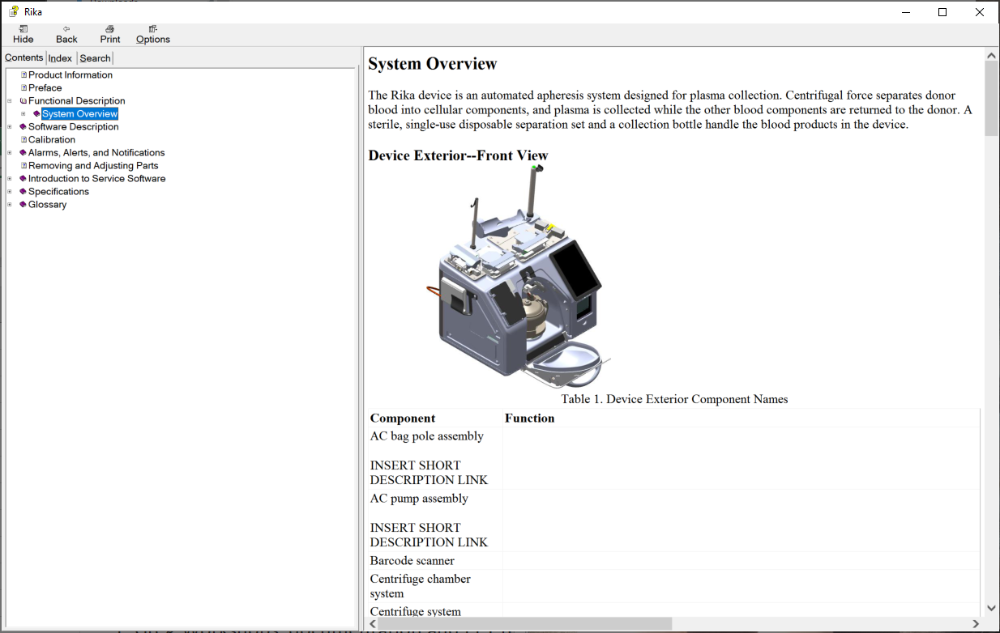 Rika
Hide Back Print Options
Contents Index Search
Product Information
Preface
Functional Description
System Overview
Software Description
Calibration
Alarms, Alerts, and Notifications
Removing and Adjusting Parts
Introduction to Service Software
Specifications
Glossary
System Overview
The Rika device is an automated apheresis system designed for plasma collection. Centrifugal force separates donor
blood into cellular components, and plasma is collected while the other blood components are returned to the donor. A
sterile, single-use disposable separation set and a collection bottle handle the blood products in the device.
Device Exterior--Front View
Table 1. Device Exterior Component Names
Component Function
AC bag pole assembly
INSERT SHORT
DESCRIPTION LINK
AC pump assembly
INSERT SHORT
DESCRIPTION LINK
Barcode scanner
Centrifuge chamber
system
Centrifuge system